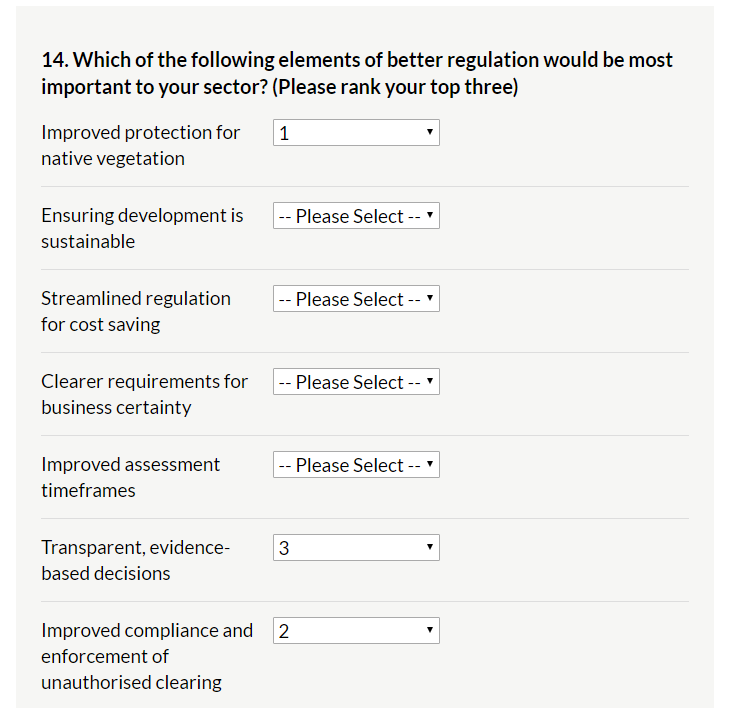 14. Which of the following elements of better regulation would be most
important to your sector? (Please rank your top three)
Improved protection for
native vegetation
1
Ensuring development is
sustainable
-- Please Select --
Streamlined regulation
for cost saving
-- Please Select --
Clearer requirements for
business certainty
-- Please Select --
Improved assessment
timeframes
-- Please Select --
Transparent, evidence-
based decisions
3
Improved compliance and
enforcement of
unauthorised clearing
2